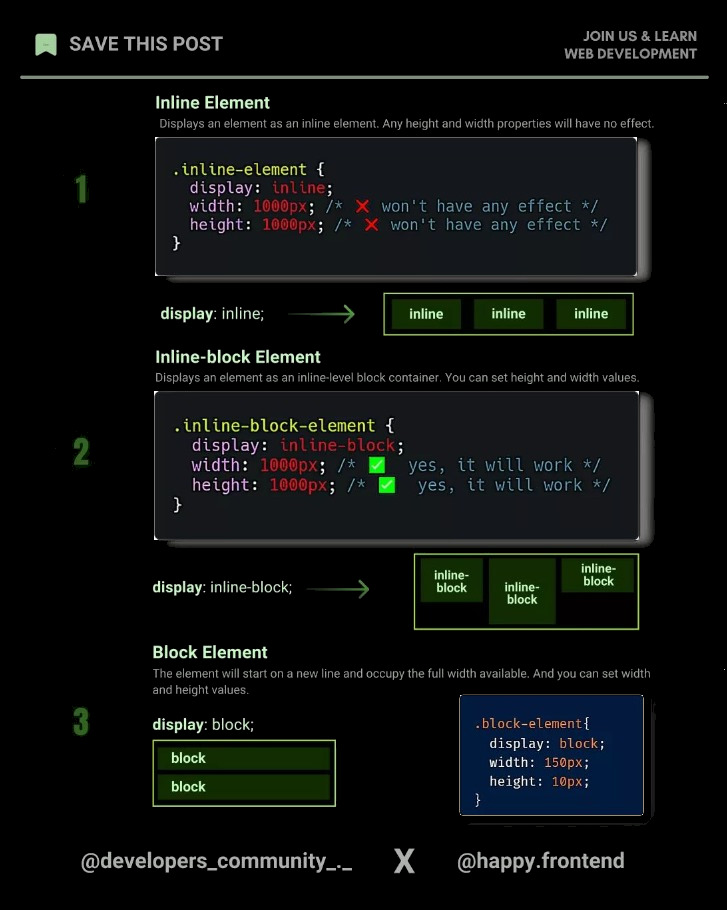 SAVE THIS POST
JOIN US & LEARN
WEB DEVELOPMENT
Inline Element
Displays an element as an inline element. Any height and width properties will have no effect.
1
.inline-element {
display: inline;
width: 1000px; /* ❌ won't have any effect */
height: 1000px; /* ❌ won't have any effect */
}
display: inline;
inline inline inline
Inline-block Element
Displays an element as an inline-level block container. You can set height and width values.
2
.inline-block-element {
display: inline-block;
width: 1000px; /* ✅ yes, it will work */
height: 1000px; /* ✅ yes, it will work */
}
display: inline-block;
inline-
block
inline-
block
inline-
block
Block Element
The element will start on a new line and occupy the full width available. And you can set width
and height values.
3
display: block;
block
block
.block-element{
display: block;
width: 150px;
height: 10px;
}
@developers_community_._ X @happy.frontend